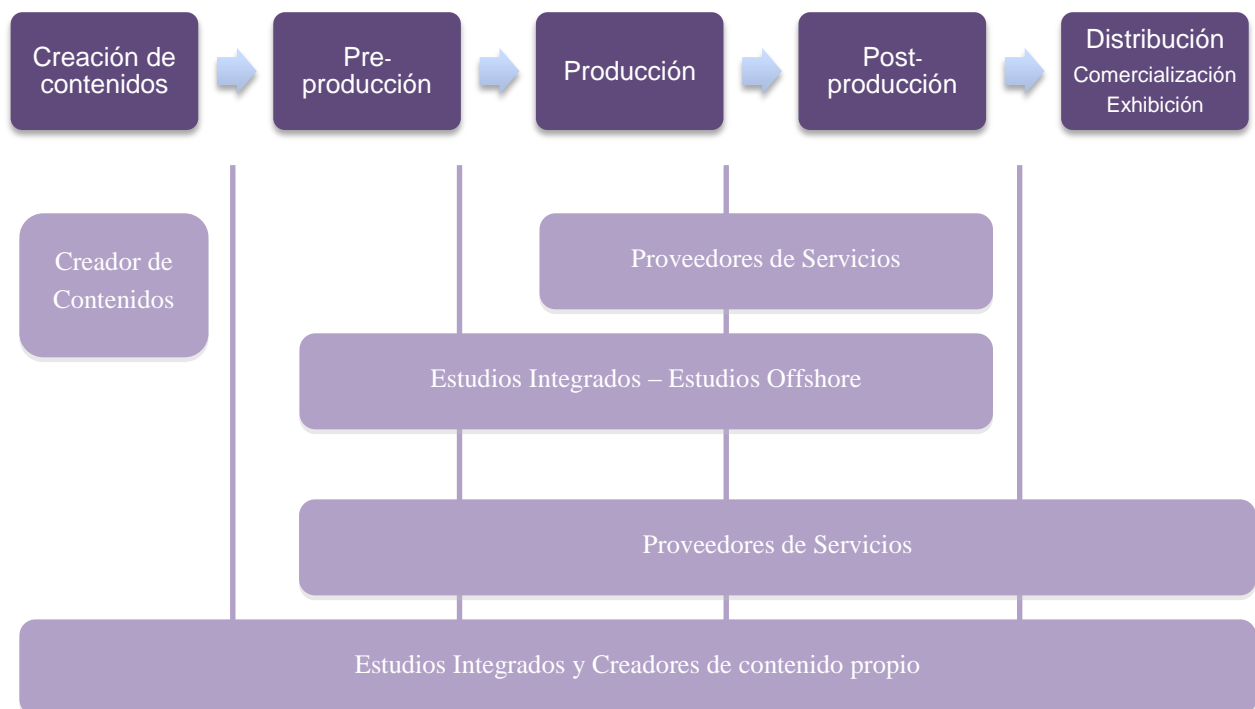 Creación de
contenidos
Pre-
producción
Producción
Post-
producción
Distribución
Comercialización
Exhibición
Creador de
Contenidos
Proveedores de Servicios
Estudios Integrados – Estudios Offshore
Proveedores de Servicios
Estudios Integrados y Creadores de contenido propio